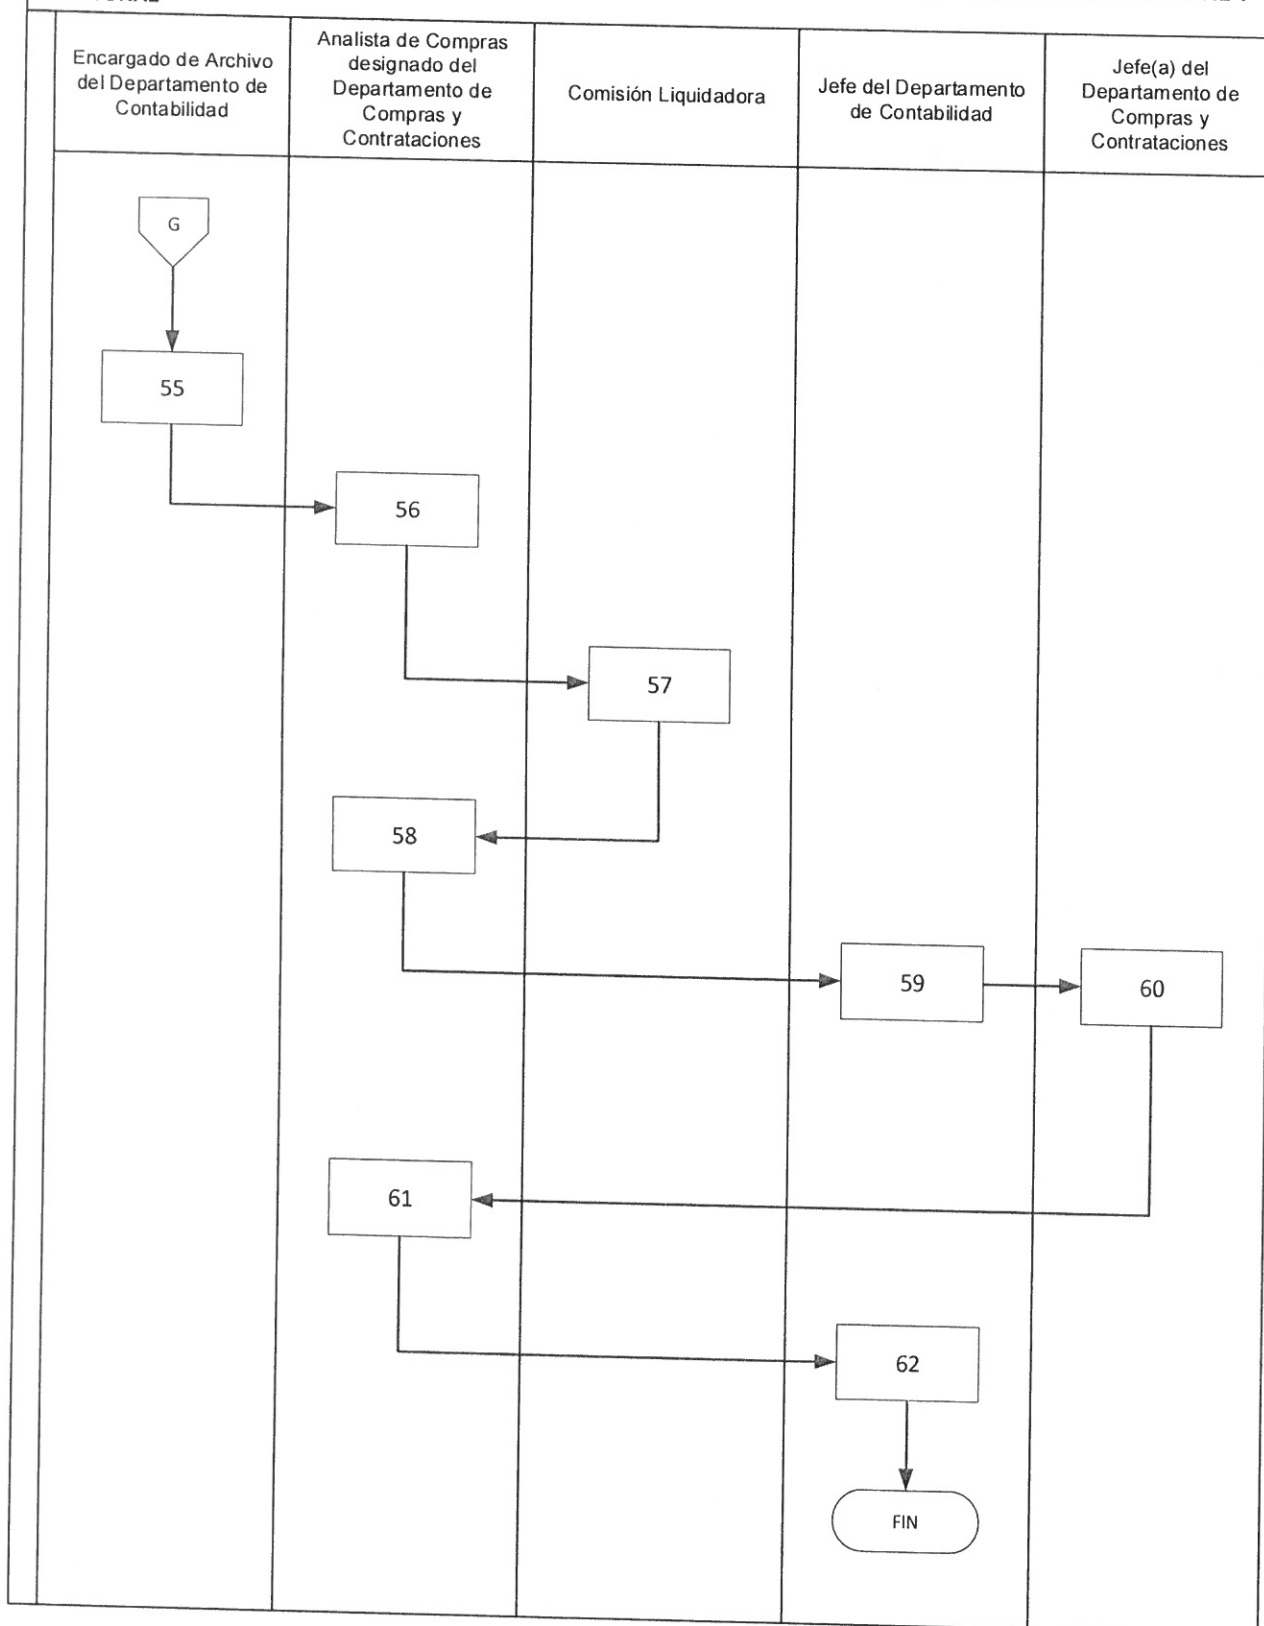 Encargado de Archivo
del Departamento de
Contabilidad
Analista de Compras
designado del
Departamento de
Compras y
Contrataciones
Comisión Liquidadora
Jefe del Departamento
de Contabilidad
Jefe(a) del
Departamento de
Compras y
Contrataciones
G
55
56
57
58
59
60
61
62
FIN